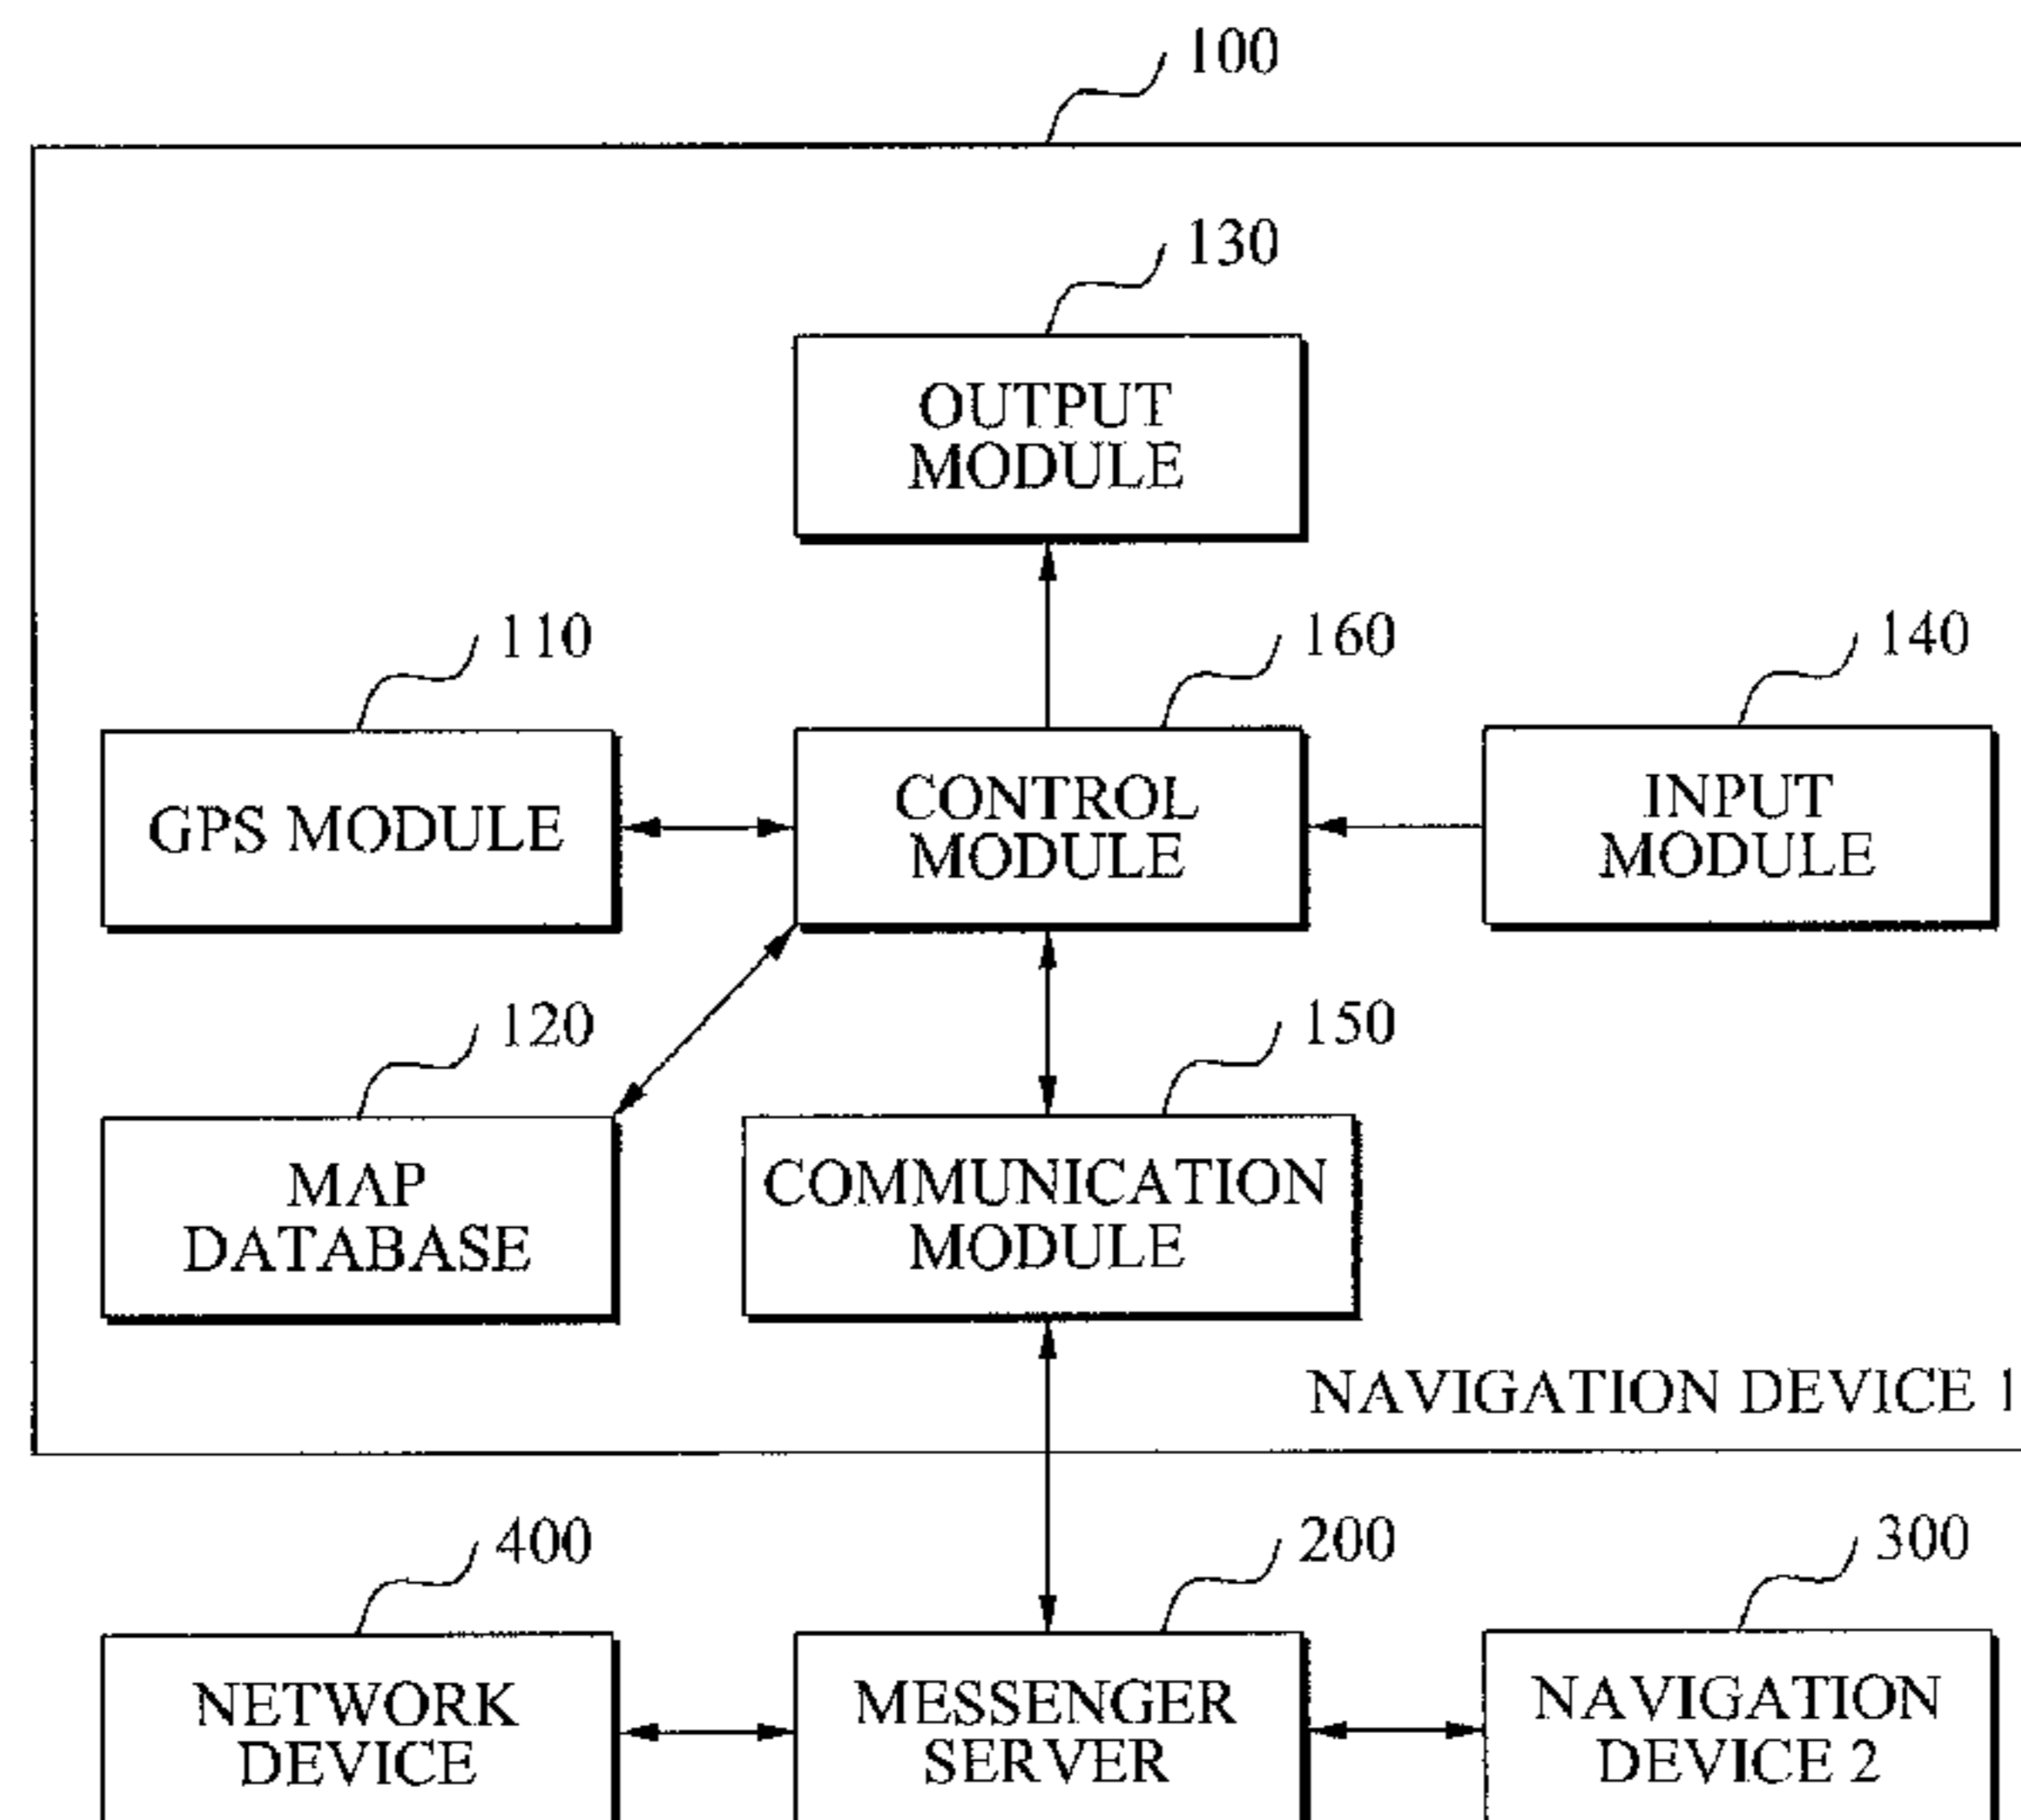 100
130
OUTPUT
MODULE
110
160
140
GPS MODULE
CONTROL
MODULE
INPUT
MODULE
120
150
MAP
DATABASE
COMMUNICATION
MODULE
NAVIGATION DEVICE 1
400
200
300
NETWORK
DEVICE
MESSENGER
SERVER
NAVIGATION
DEVICE 2